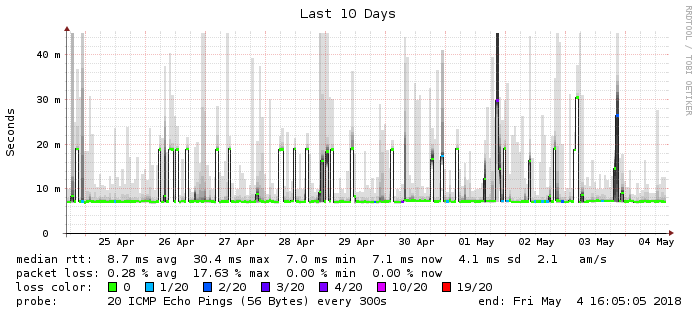 Last 10 Days
RRDTOOL / TOBI OETIKER
Seconds
40 m
30 m
20 m
10 m
0
25 Apr 26 Apr 27 Apr 28 Apr 29 Apr 30 Apr 01 May 02 May 03 May 04 May
median rtt: 8.7 ms avg 30.4 ms max 7.0 ms min 7.1 ms now 4.1 ms sd 2.1 am/s
packet loss: 0.28 % avg 17.63 % max 0.00 % min 0.00 % now
loss color: 0 1/20 2/20 3/20 4/20 10/20 19/20
probe: 20 ICMP Echo Pings (56 Bytes) every 300s end: Fri May 4 16:05:05 2018